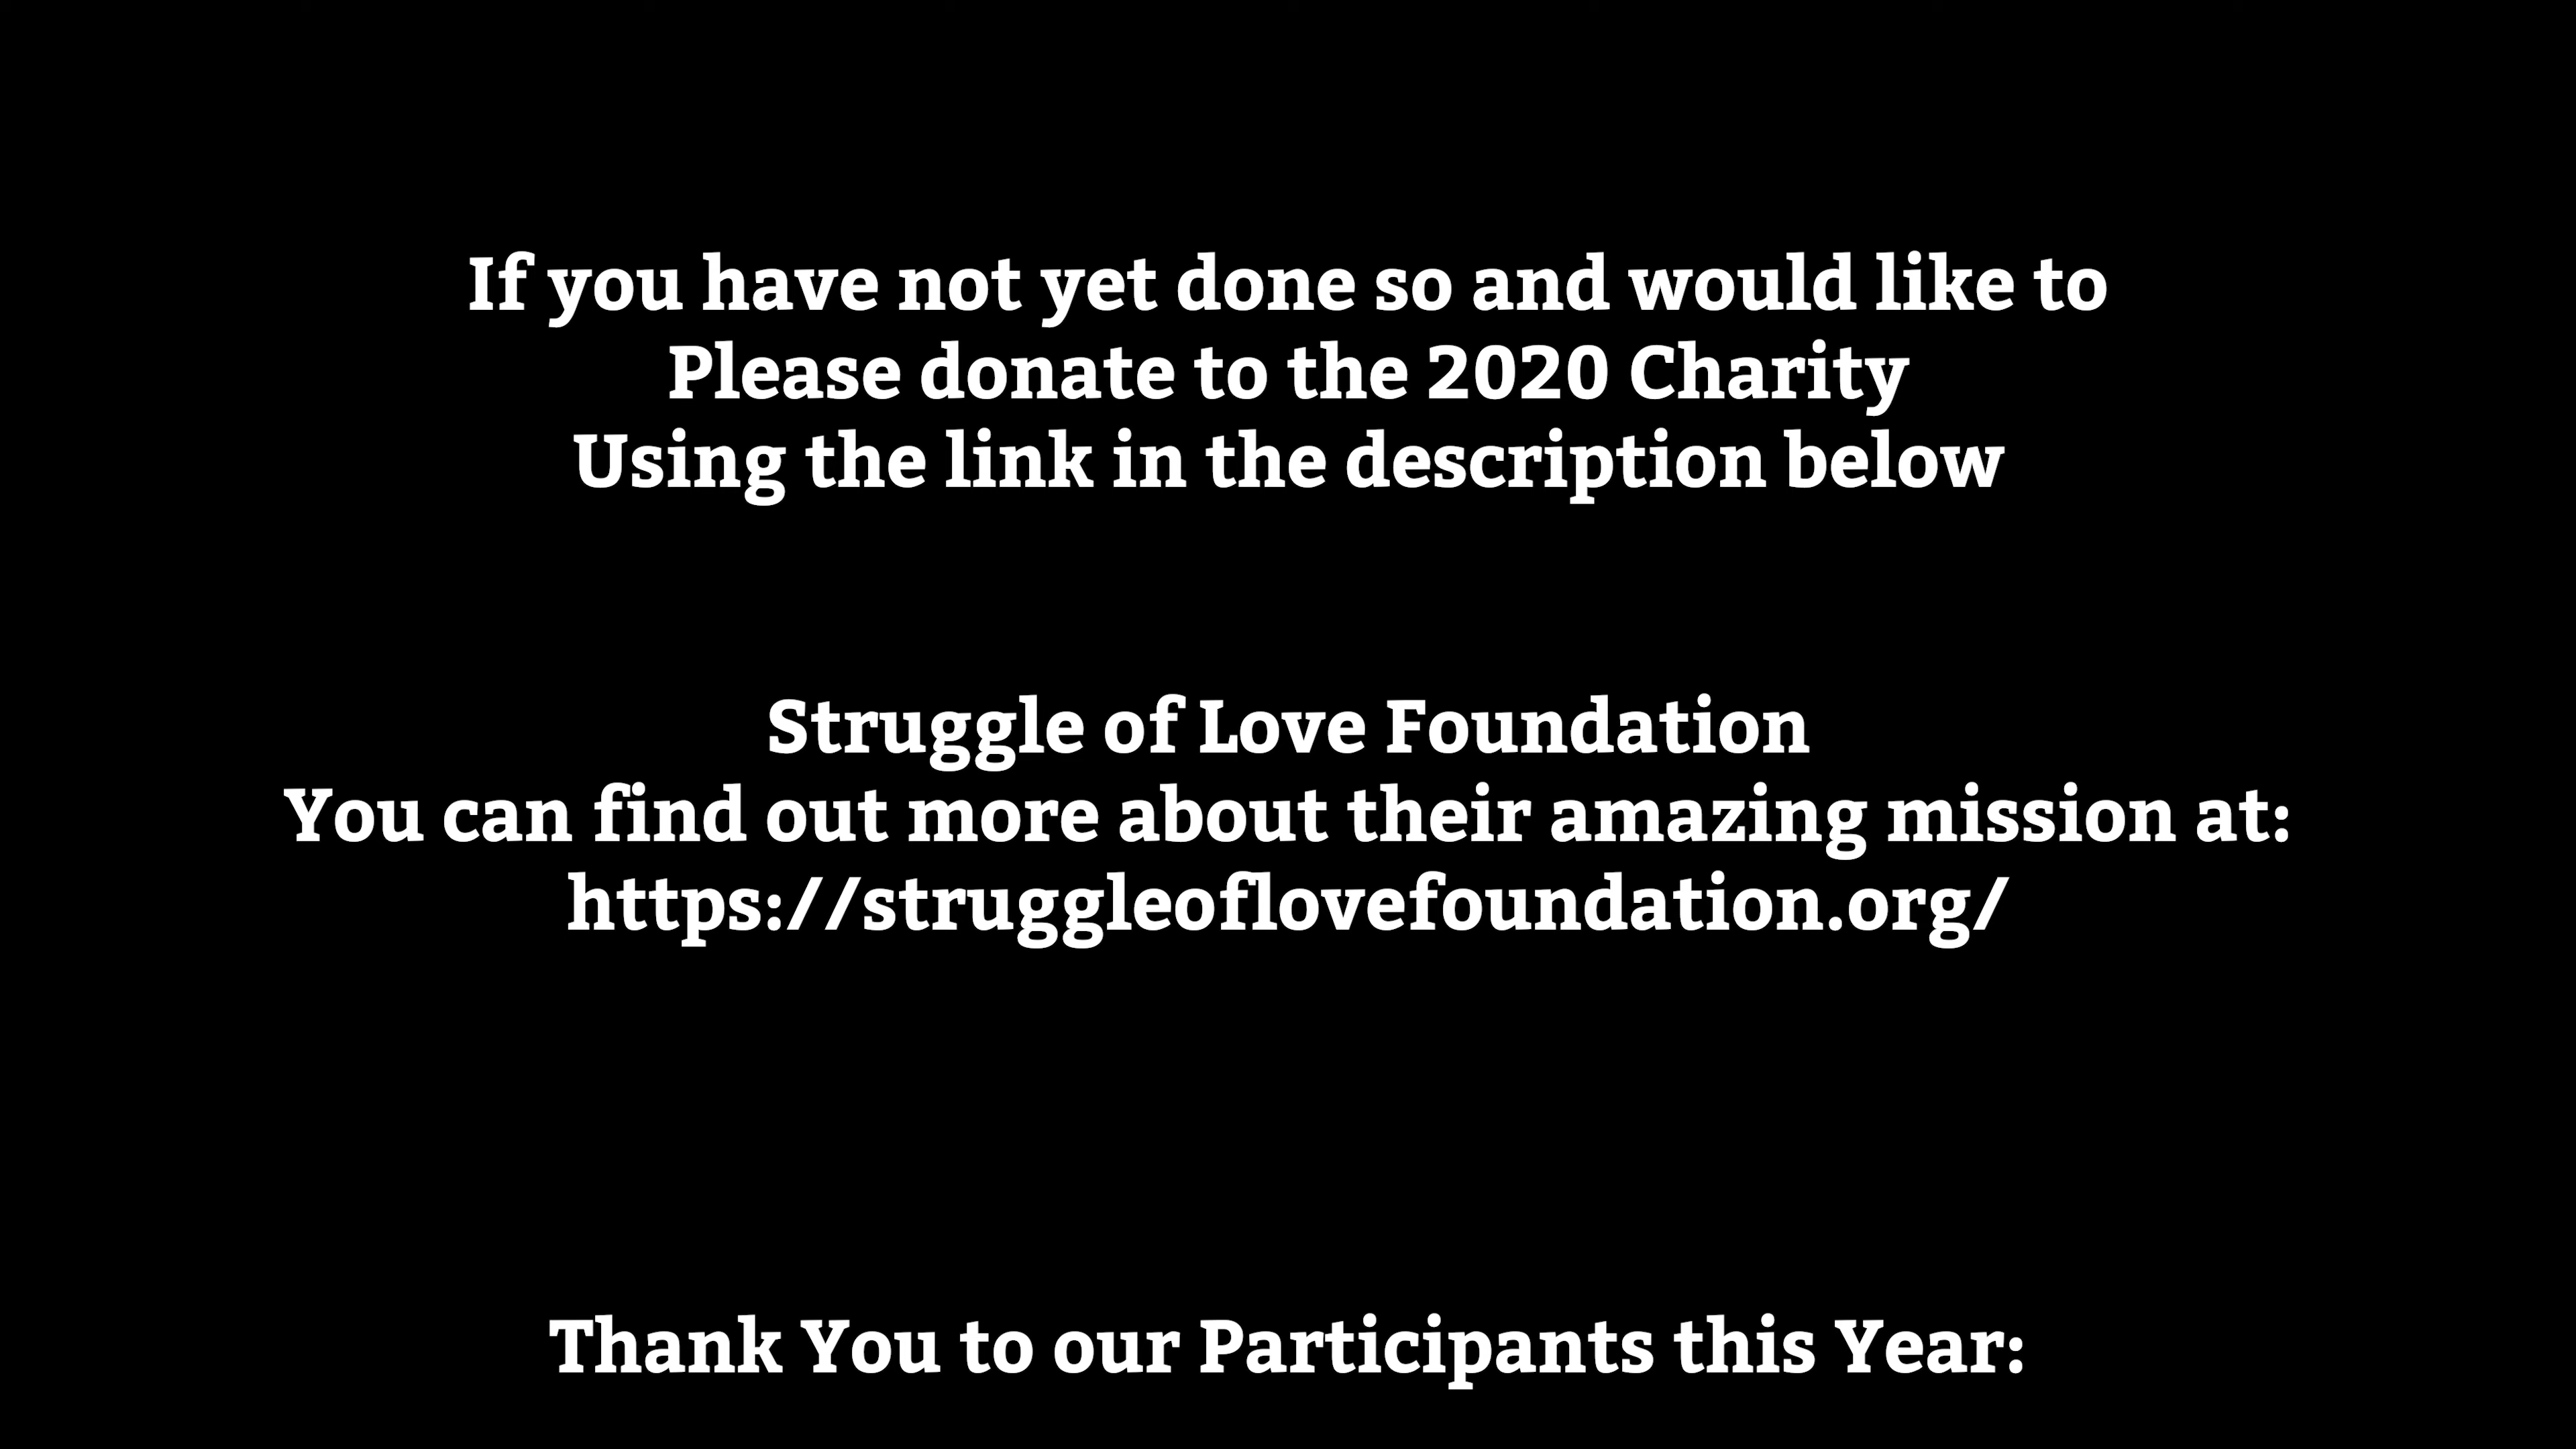 If you have not yet done so and would like to
Please donate to the 2020 Charity
Using the link in the description below
Struggle of Love Foundation
You can find out more about their amazing mission at:
https://struggleoflovefoundation.org/
Thank You to our Participants this Year: